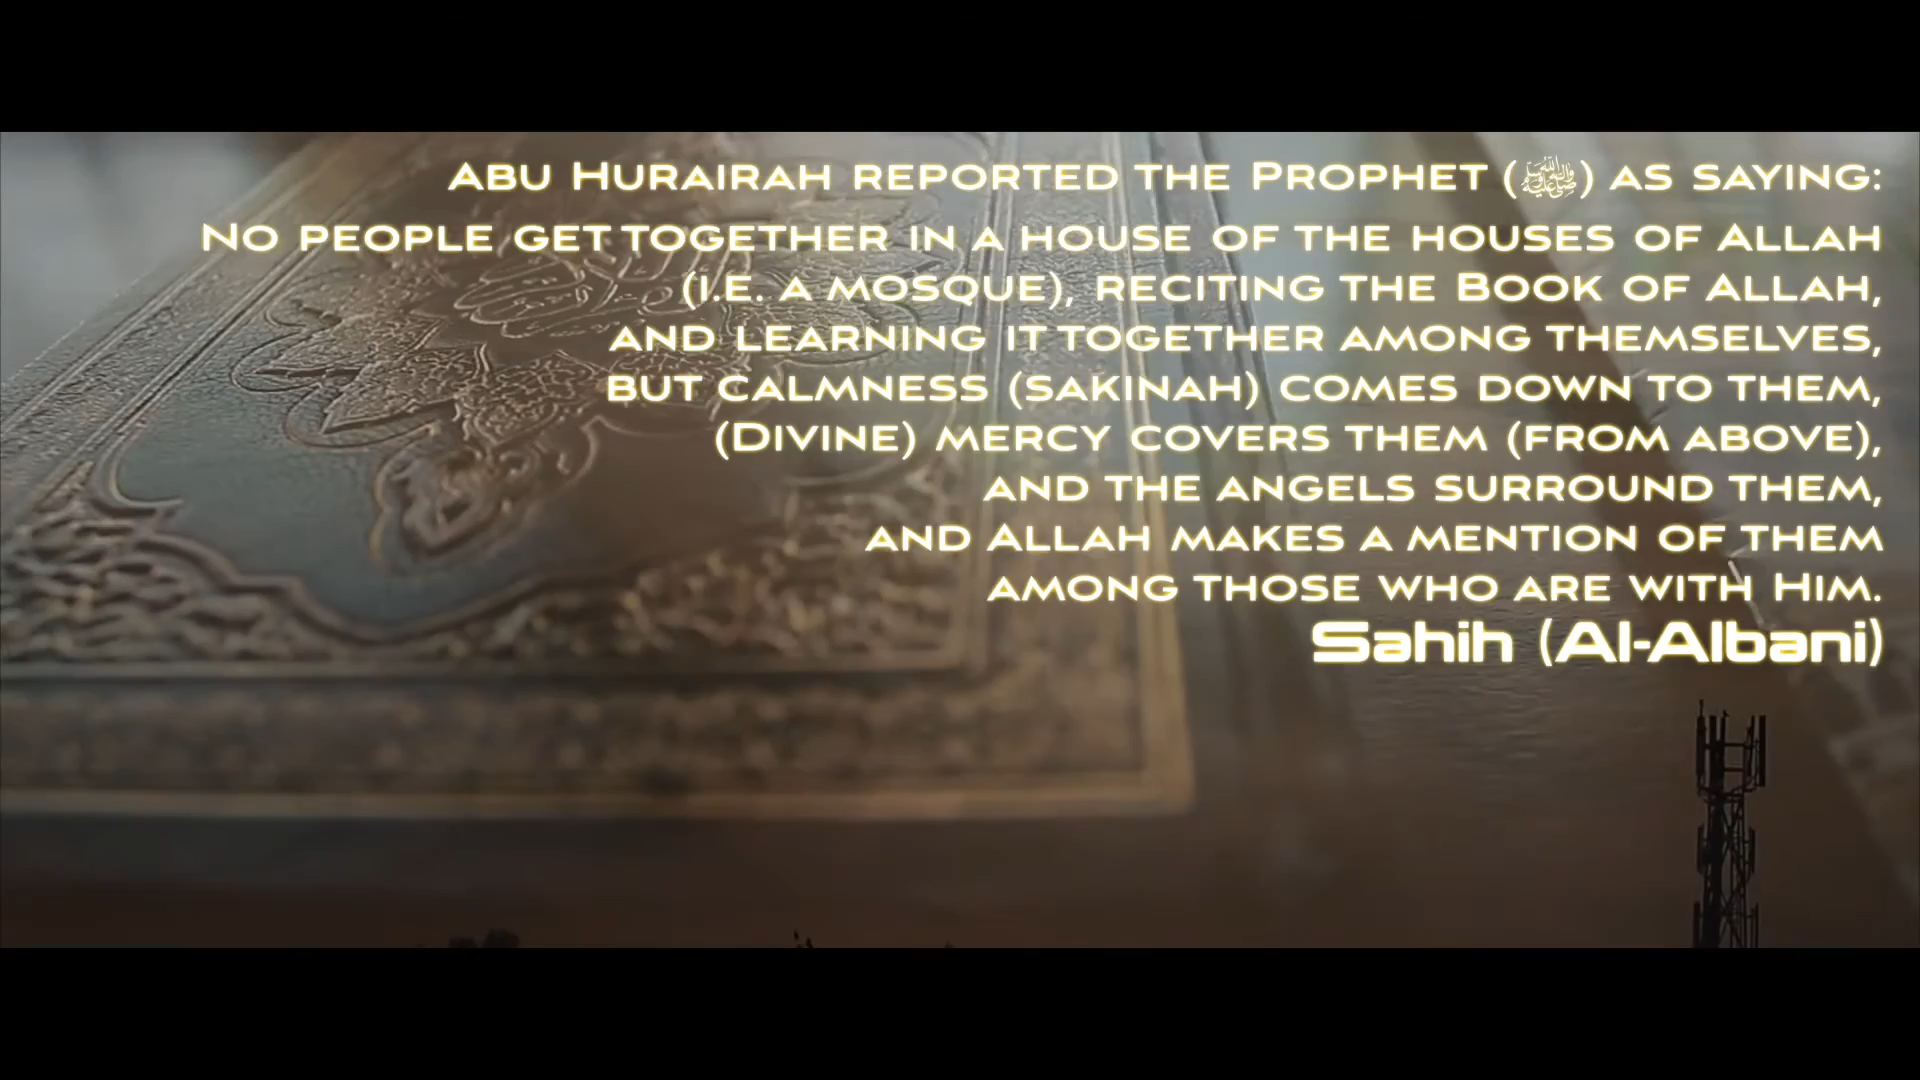 Abu Hurairah reported the Prophet (ﷺ) as saying:
No people get together in a house of the houses of Allah
(i.e. a mosque), reciting the Book of Allah,
and learning it together among themselves,
but calmness (sakinah) comes down to them,
(Divine) mercy covers them (from above),
and the angels surround them,
and Allah makes a mention of them
among those who are with Him.
Sahih (Al-Albani)